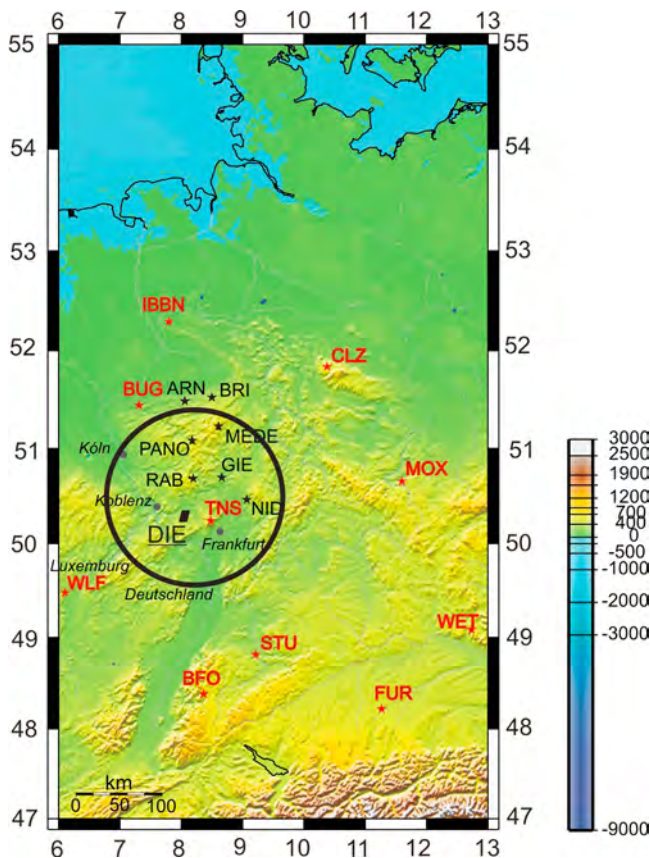 6 7 8 9 10 11 12 13
55 55
54 54
53 53
IBBN
52 52
CLZ
BUG ARN BRI
MEDE
51 51
Köln PANO
GIE MOX
RAB
Koblenz TNS NID
DIE
50 Frankfurt 50
Luxemburg
WLF
Deutschland
WET
49 STU 49
BFO FUR
48 48
km
0 50 100
47 47
6 7 8 9 10 11 12 13
3000
2500
1900
1200
700
400
0
-500
-1000
-2000
-3000
-9000